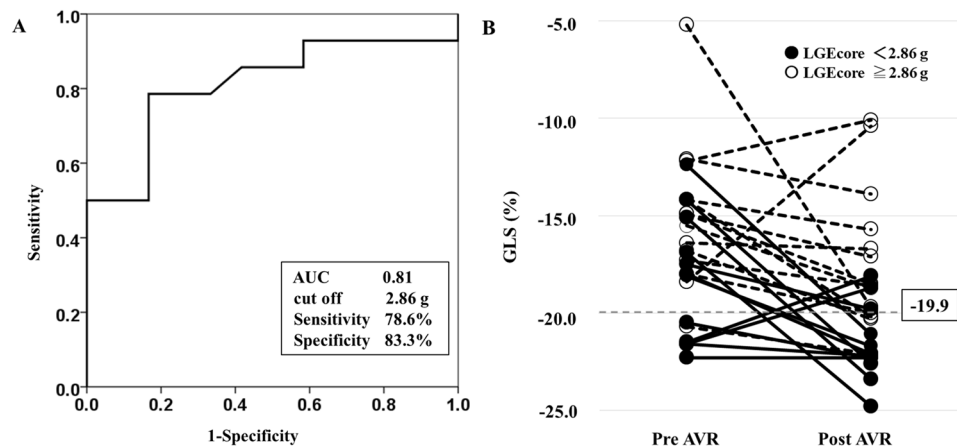 A
1.0
0.8
0.6
0.4
0.2
0.0
0.0 0.2 0.4 0.6 0.8 1.0
Sensitivity
1-Specificity
AUC 0.81
cut off 2.86 g
Sensitivity 78.6%
Specificity 83.3%
B
-5.0
-10.0
-15.0
-20.0
-25.0
GLS (%)
LGEcore <2.86 g
LGEcore ≧2.86 g
-19.9
Pre AVR Post AVR